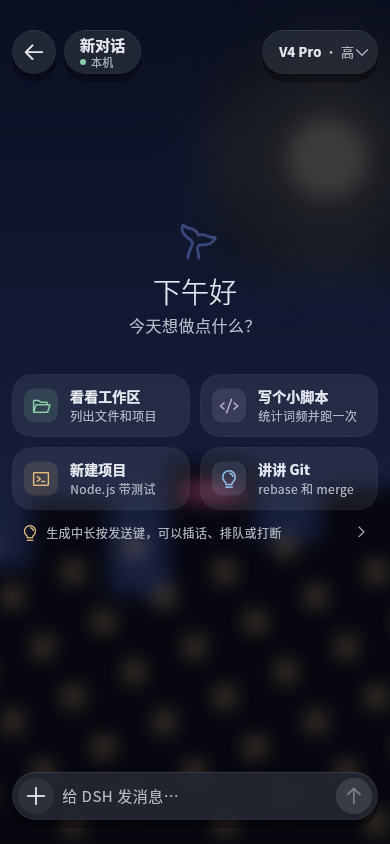 新对话
本机
V4 Pro · 高
下午好
今天想做点什么?
看看工作区
列出文件和项目
写个小脚本
统计词频并跑一次
新建项目
Node.js 带测试
讲讲 Git
rebase 和 merge
生成中长按发送键，可以插话、排队或打断
给 DSH 发消息…